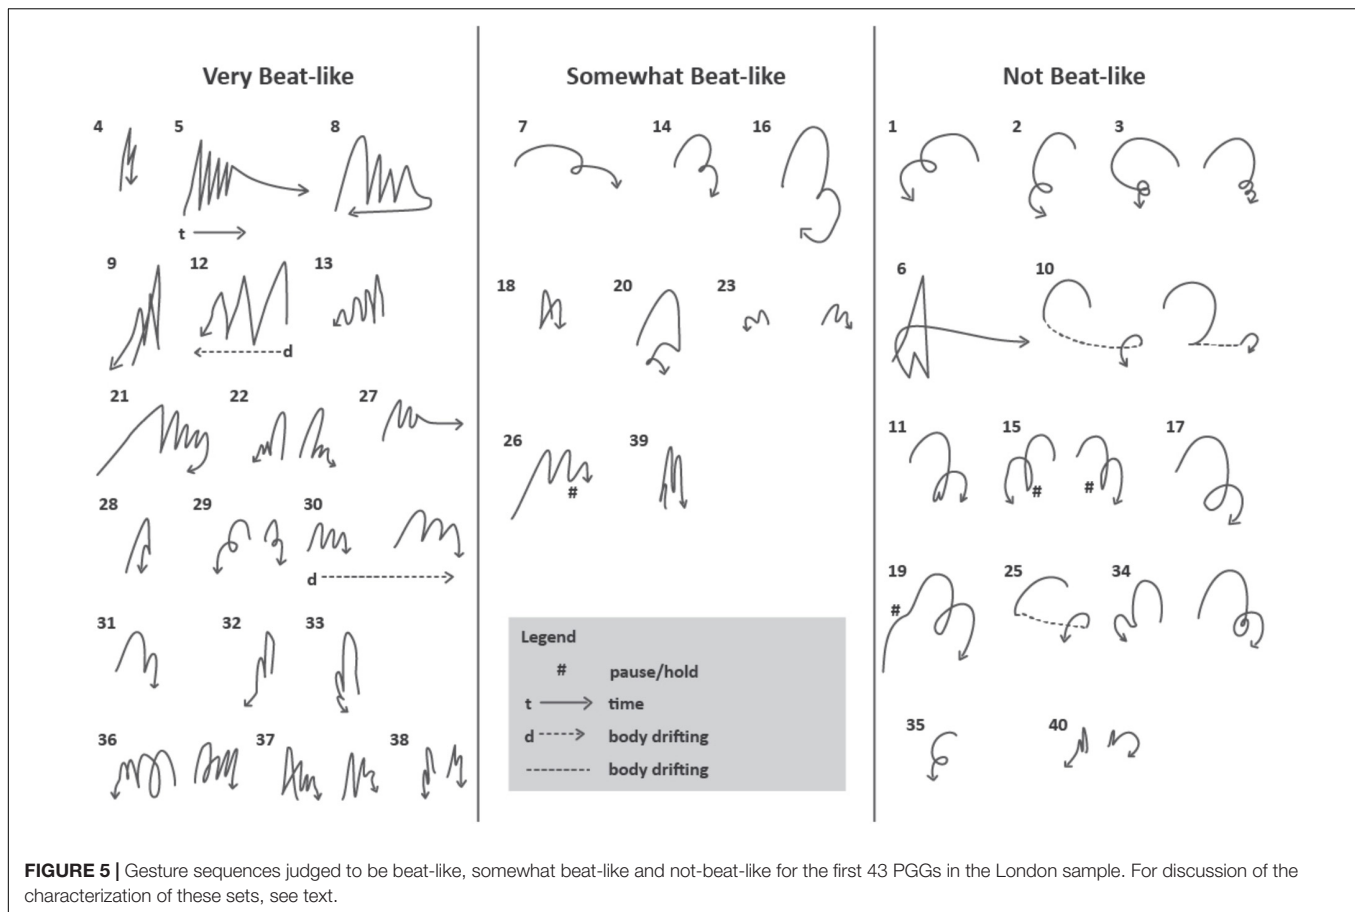 Very Beat-like
4 5 8
t
9 12 13
d
21 22 27
28 29 30
d
31 32 33
36 37 38
Somewhat Beat-like
7 14 16
18 20 23
26 39
#
Legend
# pause/hold
t time
d body drifting
body drifting
Not Beat-like
1 2 3
6 10
11 15 17
# #
19 25 34
#
35 40
FIGURE 5 | Gesture sequences judged to be beat-like, somewhat beat-like and not-beat-like for the first 43 PGGs in the London sample. For discussion of the
characterization of these sets, see text.